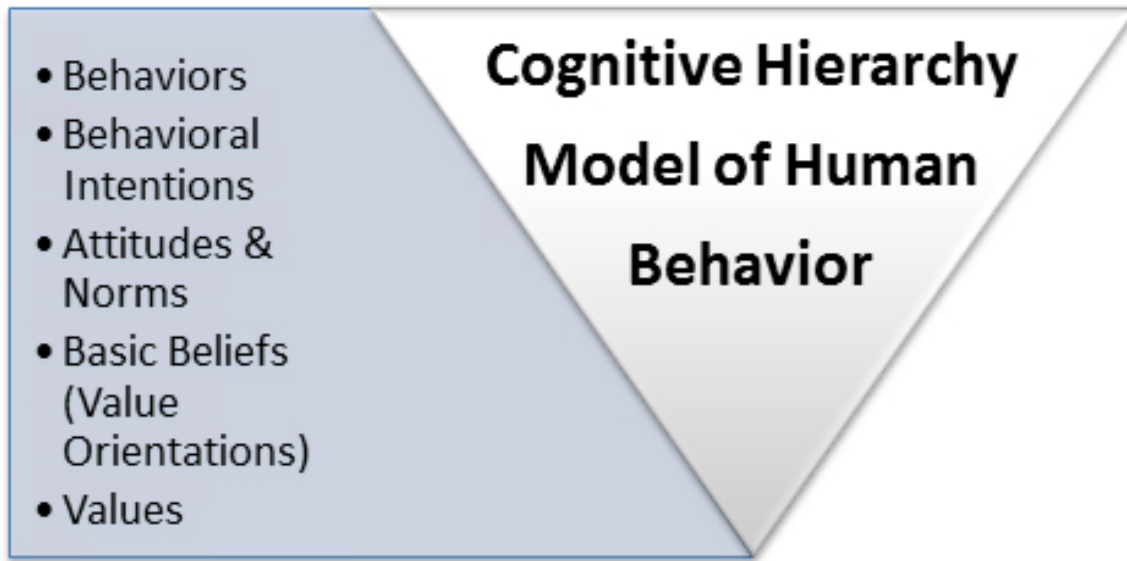 • Behaviors
• Behavioral
Intentions
• Attitudes &
Norms
• Basic Beliefs
(Value
Orientations)
• Values
Cognitive Hierarchy
Model of Human
Behavior